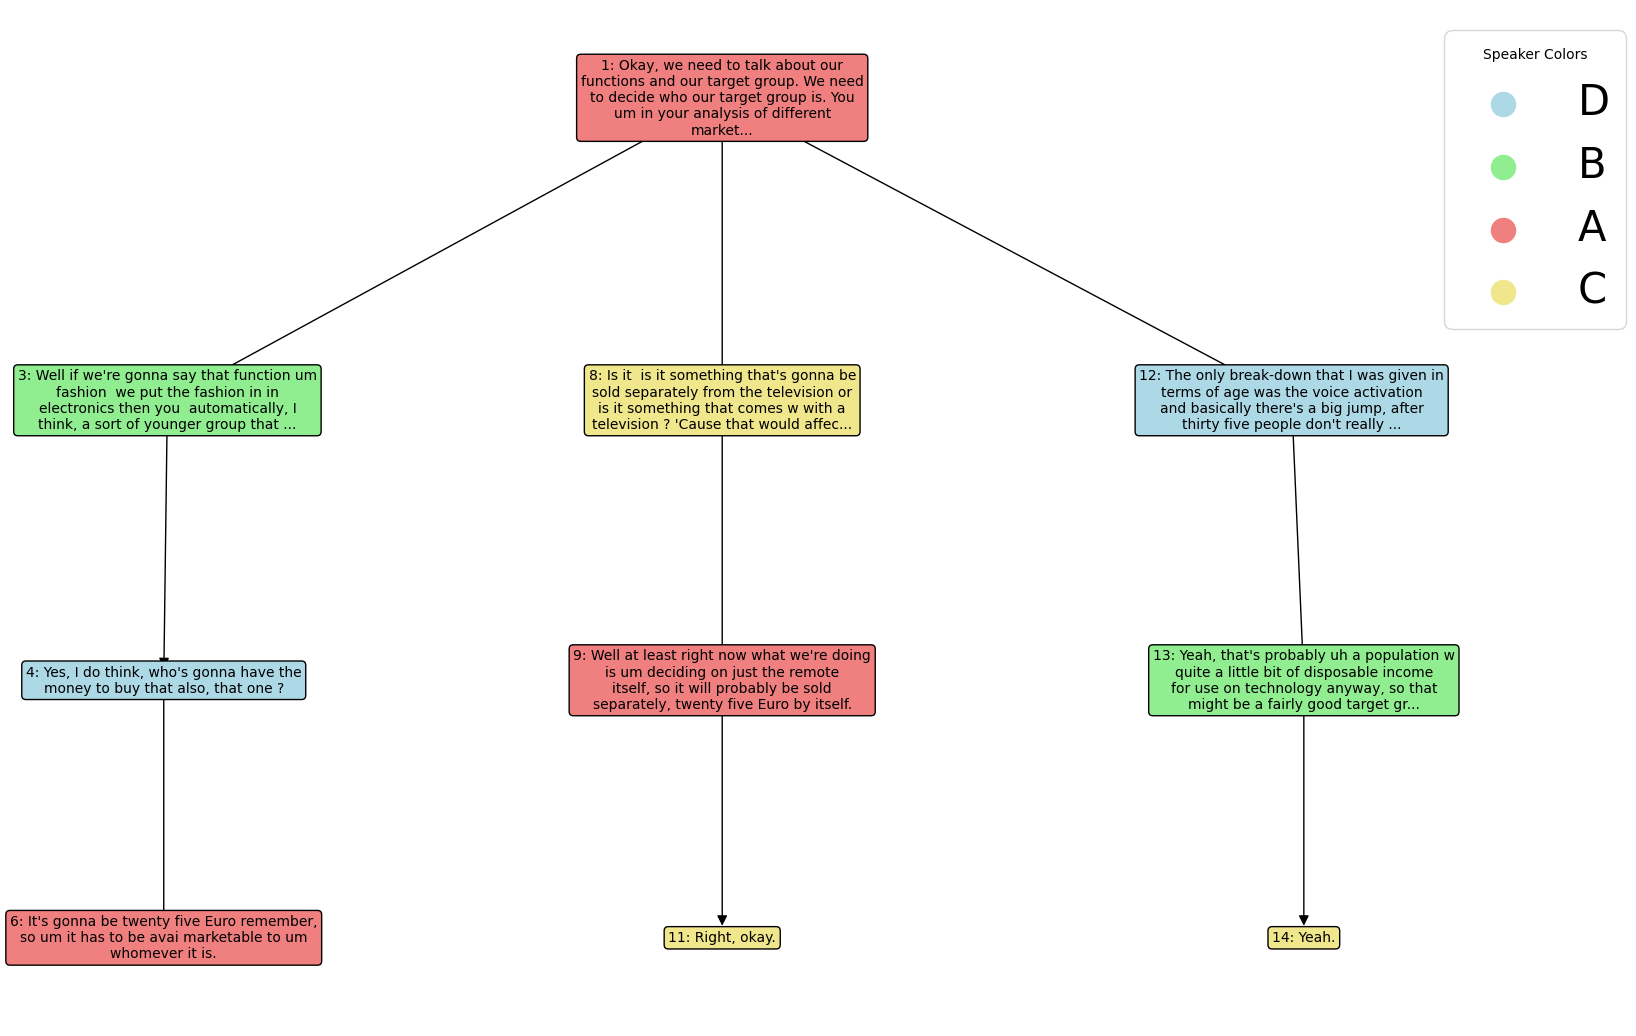 1: Okay, we need to talk about our
functions and our target group. We need
to decide who our target group is. You
um in your analysis of different
market...
Speaker Colors
D
B
A
C
3: Well if we're gonna say that function um
fashion  we put the fashion in in
electronics then you  automatically, I
think, a sort of younger group that ...
8: Is it  is it something that's gonna be
sold separately from the television or
is it something that comes w with a
television ? 'Cause that would affec...
12: The only break-down that I was given in
terms of age was the voice activation
and basically there's a big jump, after
thirty five people don't really ...
4: Yes, I do think, who's gonna have the
money to buy that also, that one ?
9: Well at least right now what we're doing
is um deciding on just the remote
itself, so it will probably be sold
separately, twenty five Euro by itself.
13: Yeah, that's probably uh a population w
quite a little bit of disposable income
for use on technology anyway, so that
might be a fairly good target gr...
6: It's gonna be twenty five Euro remember,
so um it has to be avai marketable to um
whomever it is.
11: Right, okay.
14: Yeah.